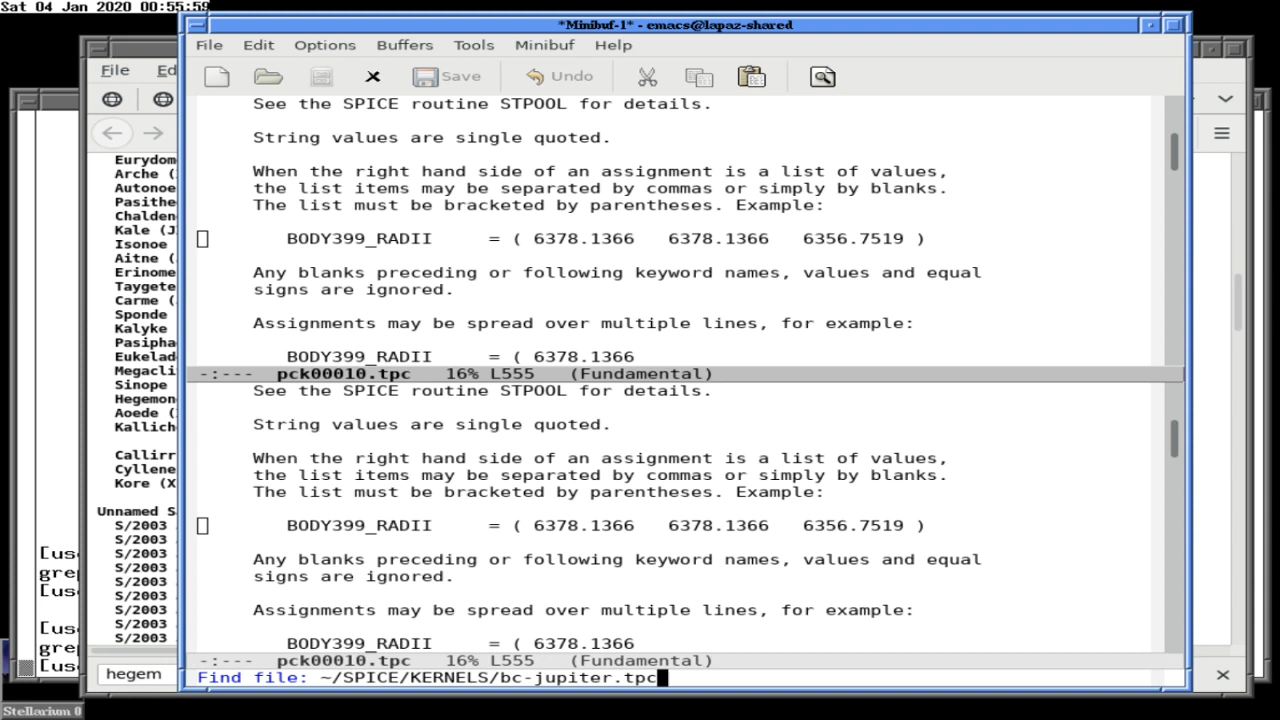 Sat 04 Jan 2020 00:55:59
*Minibuf-1* - emacs@lapaz-shared
File Edit Options Buffers Tools Minibuf Help
Save Undo
See the SPICE routine STPOOL for details.
String values are single quoted.
When the right hand side of an assignment is a list of values,
the list items may be separated by commas or simply by blanks.
The list must be bracketed by parentheses. Example:
BODY399_RADII = ( 6378.1366 6378.1366 6356.7519 )
Any blanks preceding or following keyword names, values and equal
signs are ignored.
Assignments may be spread over multiple lines, for example:
BODY399_RADII = ( 6378.1366
-:--- pck00010.tpc 16% L555 (Fundamental)
See the SPICE routine STPOOL for details.
String values are single quoted.
When the right hand side of an assignment is a list of values,
the list items may be separated by commas or simply by blanks.
The list must be bracketed by parentheses. Example:
BODY399_RADII = ( 6378.1366 6378.1366 6356.7519 )
Any blanks preceding or following keyword names, values and equal
signs are ignored.
Assignments may be spread over multiple lines, for example:
BODY399_RADII = ( 6378.1366
-:--- pck00010.tpc 16% L555 (Fundamental)
Find file: ~/SPICE/KERNELS/bc-jupiter.tpc
File Ed
Eurydom
Arche (
Autonoe
Pasithe
Chalden
Kale (J
Isonoe
Aitne (
Erinome
Taygete
Carme (
Sponde
Kalyke
Pasipha
Eukelad
Megacli
Sinope
Hegemon
Aoede (
Kallich
Callirr
Cyllene
Kore (X
Unnamed S
S/2003
S/2003
S/2003
S/2003
S/2003
S/2003
S/2003
S/2003
S/2003
hegem
[use
grep
[use
[use
grep
[use
Stellarium 0